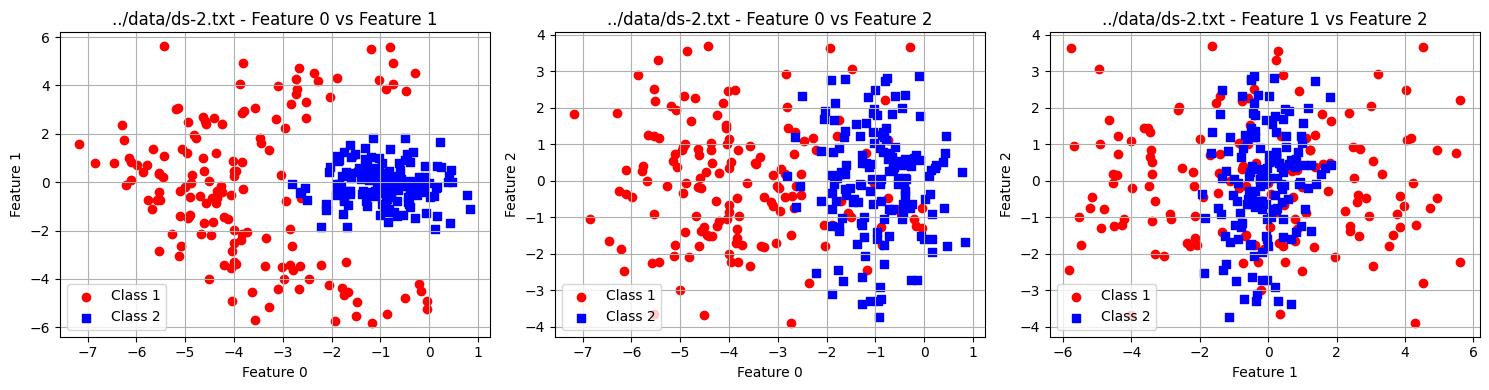 ../data/ds-2.txt - Feature 0 vs Feature 1
6
4
2
0
−2
−4
−6
Feature 1
Class 1
Class 2
−7 −6 −5 −4 −3 −2 −1 0 1
Feature 0
../data/ds-2.txt - Feature 0 vs Feature 2
4
3
2
1
0
−1
−2
−3
−4
Feature 2
Class 1
Class 2
−7 −6 −5 −4 −3 −2 −1 0 1
Feature 0
../data/ds-2.txt - Feature 1 vs Feature 2
4
3
2
1
0
−1
−2
−3
−4
Feature 2
Class 1
Class 2
−6 −4 −2 0 2 4 6
Feature 1